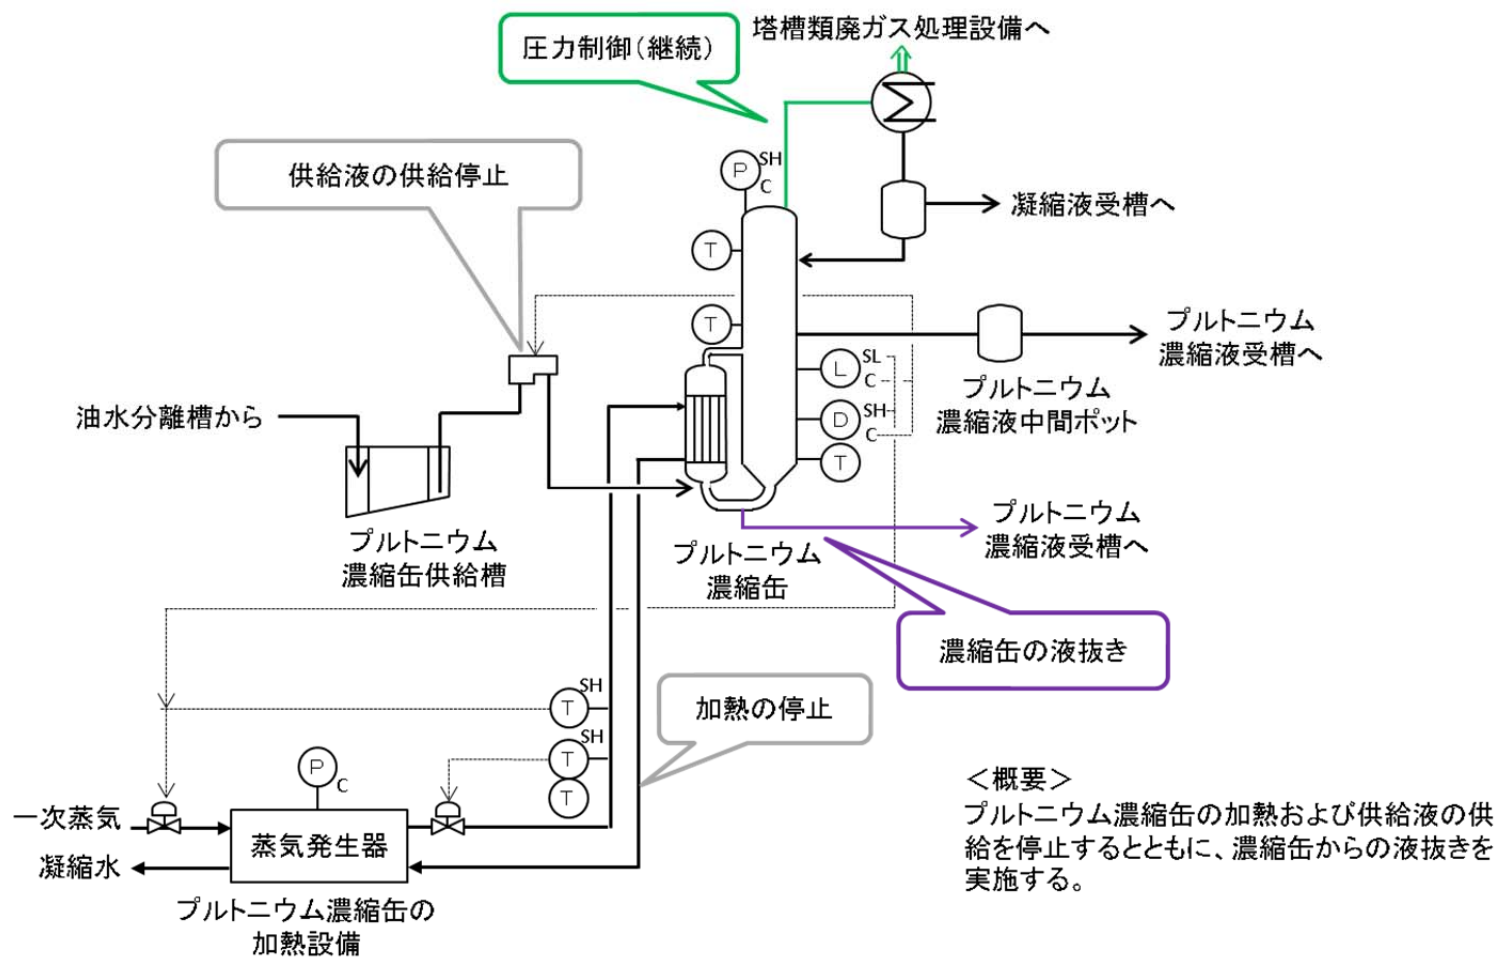 塔槽類廃ガス処理設備へ
圧力制御(継続)
供給液の供給停止
P
SH
C
凝縮液受槽へ
T
T
プルトニウム
濃縮液受槽へ
L
SL
C
プルトニウム
濃縮液中間ポット
D
SH
C
T
油水分離槽から
プルトニウム
濃縮缶供給槽
プルトニウム
濃縮缶
プルトニウム
濃縮液受槽へ
濃縮缶の液抜き
加熱の停止
T
SH
T
SH
T
P
C
一次蒸気
蒸気発生器
凝縮水
プルトニウム濃縮缶の
加熱設備
<概要>
プルトニウム濃縮缶の加熱および供給液の供
給を停止するとともに、濃縮缶からの液抜きを
実施する。